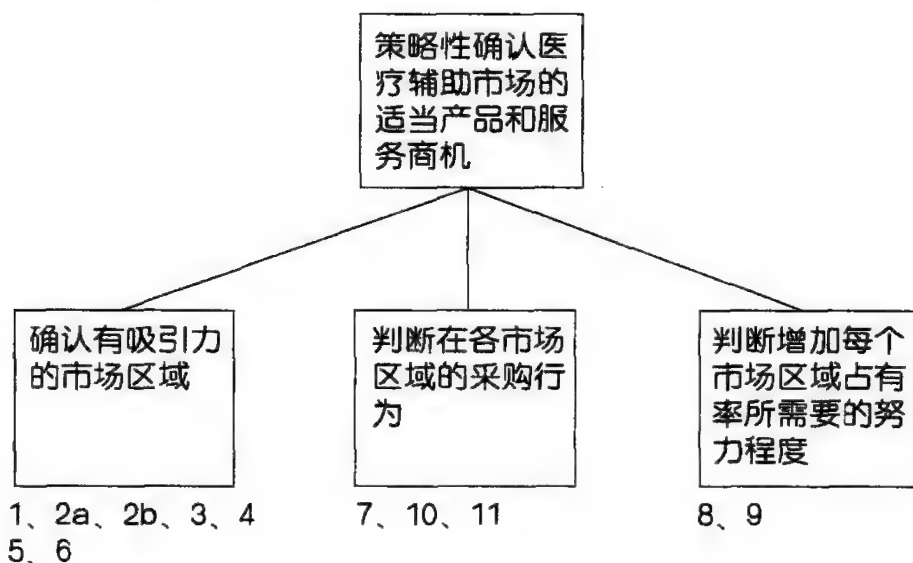 策略性确认医
疗辅助市场的
适当产品和服
务商机
确认有吸引力
的市场区域
1、2a、2b、3、4
5、6
判断在各市场
区域的采购行
为
7、10、11
判断增加每个
市场区域占有
率所需要的努
力程度
8、9